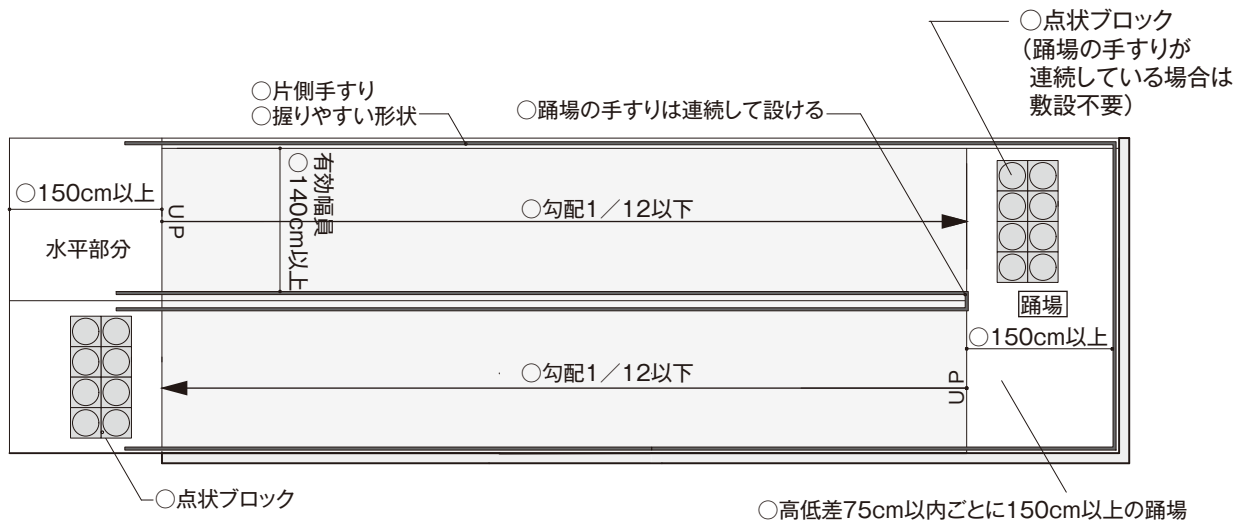 ○点状ブロック
(踊場の手すりが
連続している場合は
敷設不要)
○片側手すり
○握りやすい形状
○踊場の手すりは連続して設ける
○150cm以上
水平部分
UP
有効幅員
○140cm以上
○勾配1／12以下
踊場
○150cm以上
○勾配1／12以下
UP
○点状ブロック
○高低差75cm以内ごとに150cm以上の踊場